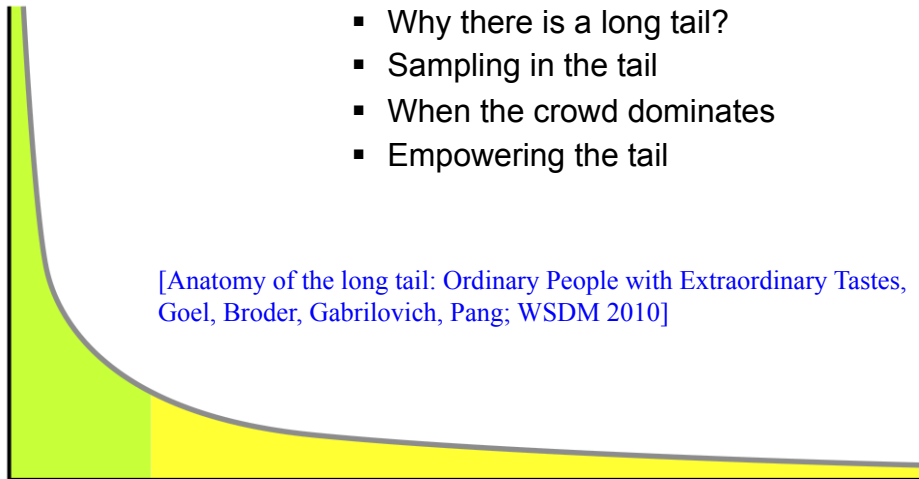 ▪ Why there is a long tail?
▪ Sampling in the tail
▪ When the crowd dominates
▪ Empowering the tail
[Anatomy of the long tail: Ordinary People with Extraordinary Tastes,
Goel, Broder, Gabrilovich, Pang; WSDM 2010]